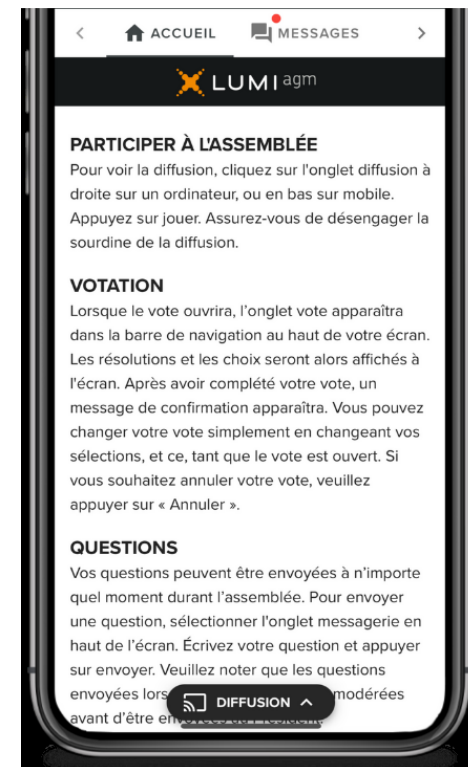 ACCUEIL MESSAGES
LUMI agm
PARTICIPER À L'ASSEMBLÉE
Pour voir la diffusion, cliquez sur l'onglet diffusion à
droite sur un ordinateur, ou en bas sur mobile.
Appuyez sur jouer. Assurez-vous de désengager la
sourdine de la diffusion.
VOTATION
Lorsque le vote ouvrira, l’onglet vote apparaîtra
dans la barre de navigation au haut de votre écran.
Les résolutions et les choix seront alors affichés à
l'écran. Après avoir complété votre vote, un
message de confirmation apparaîtra. Vous pouvez
changer votre vote simplement en changeant vos
sélections, et ce, tant que le vote est ouvert. Si
vous souhaitez annuler votre vote, veuillez
appuyer sur « Annuler ».
QUESTIONS
Vos questions peuvent être envoyées à n’importe
quel moment durant l’assemblée. Pour envoyer
une question, sélectionner l'onglet messagerie en
haut de l’écran. Écrivez votre question et appuyer
sur envoyer. Veuillez noter que les questions
envoyées modérées
DIFFUSION
avant d’être